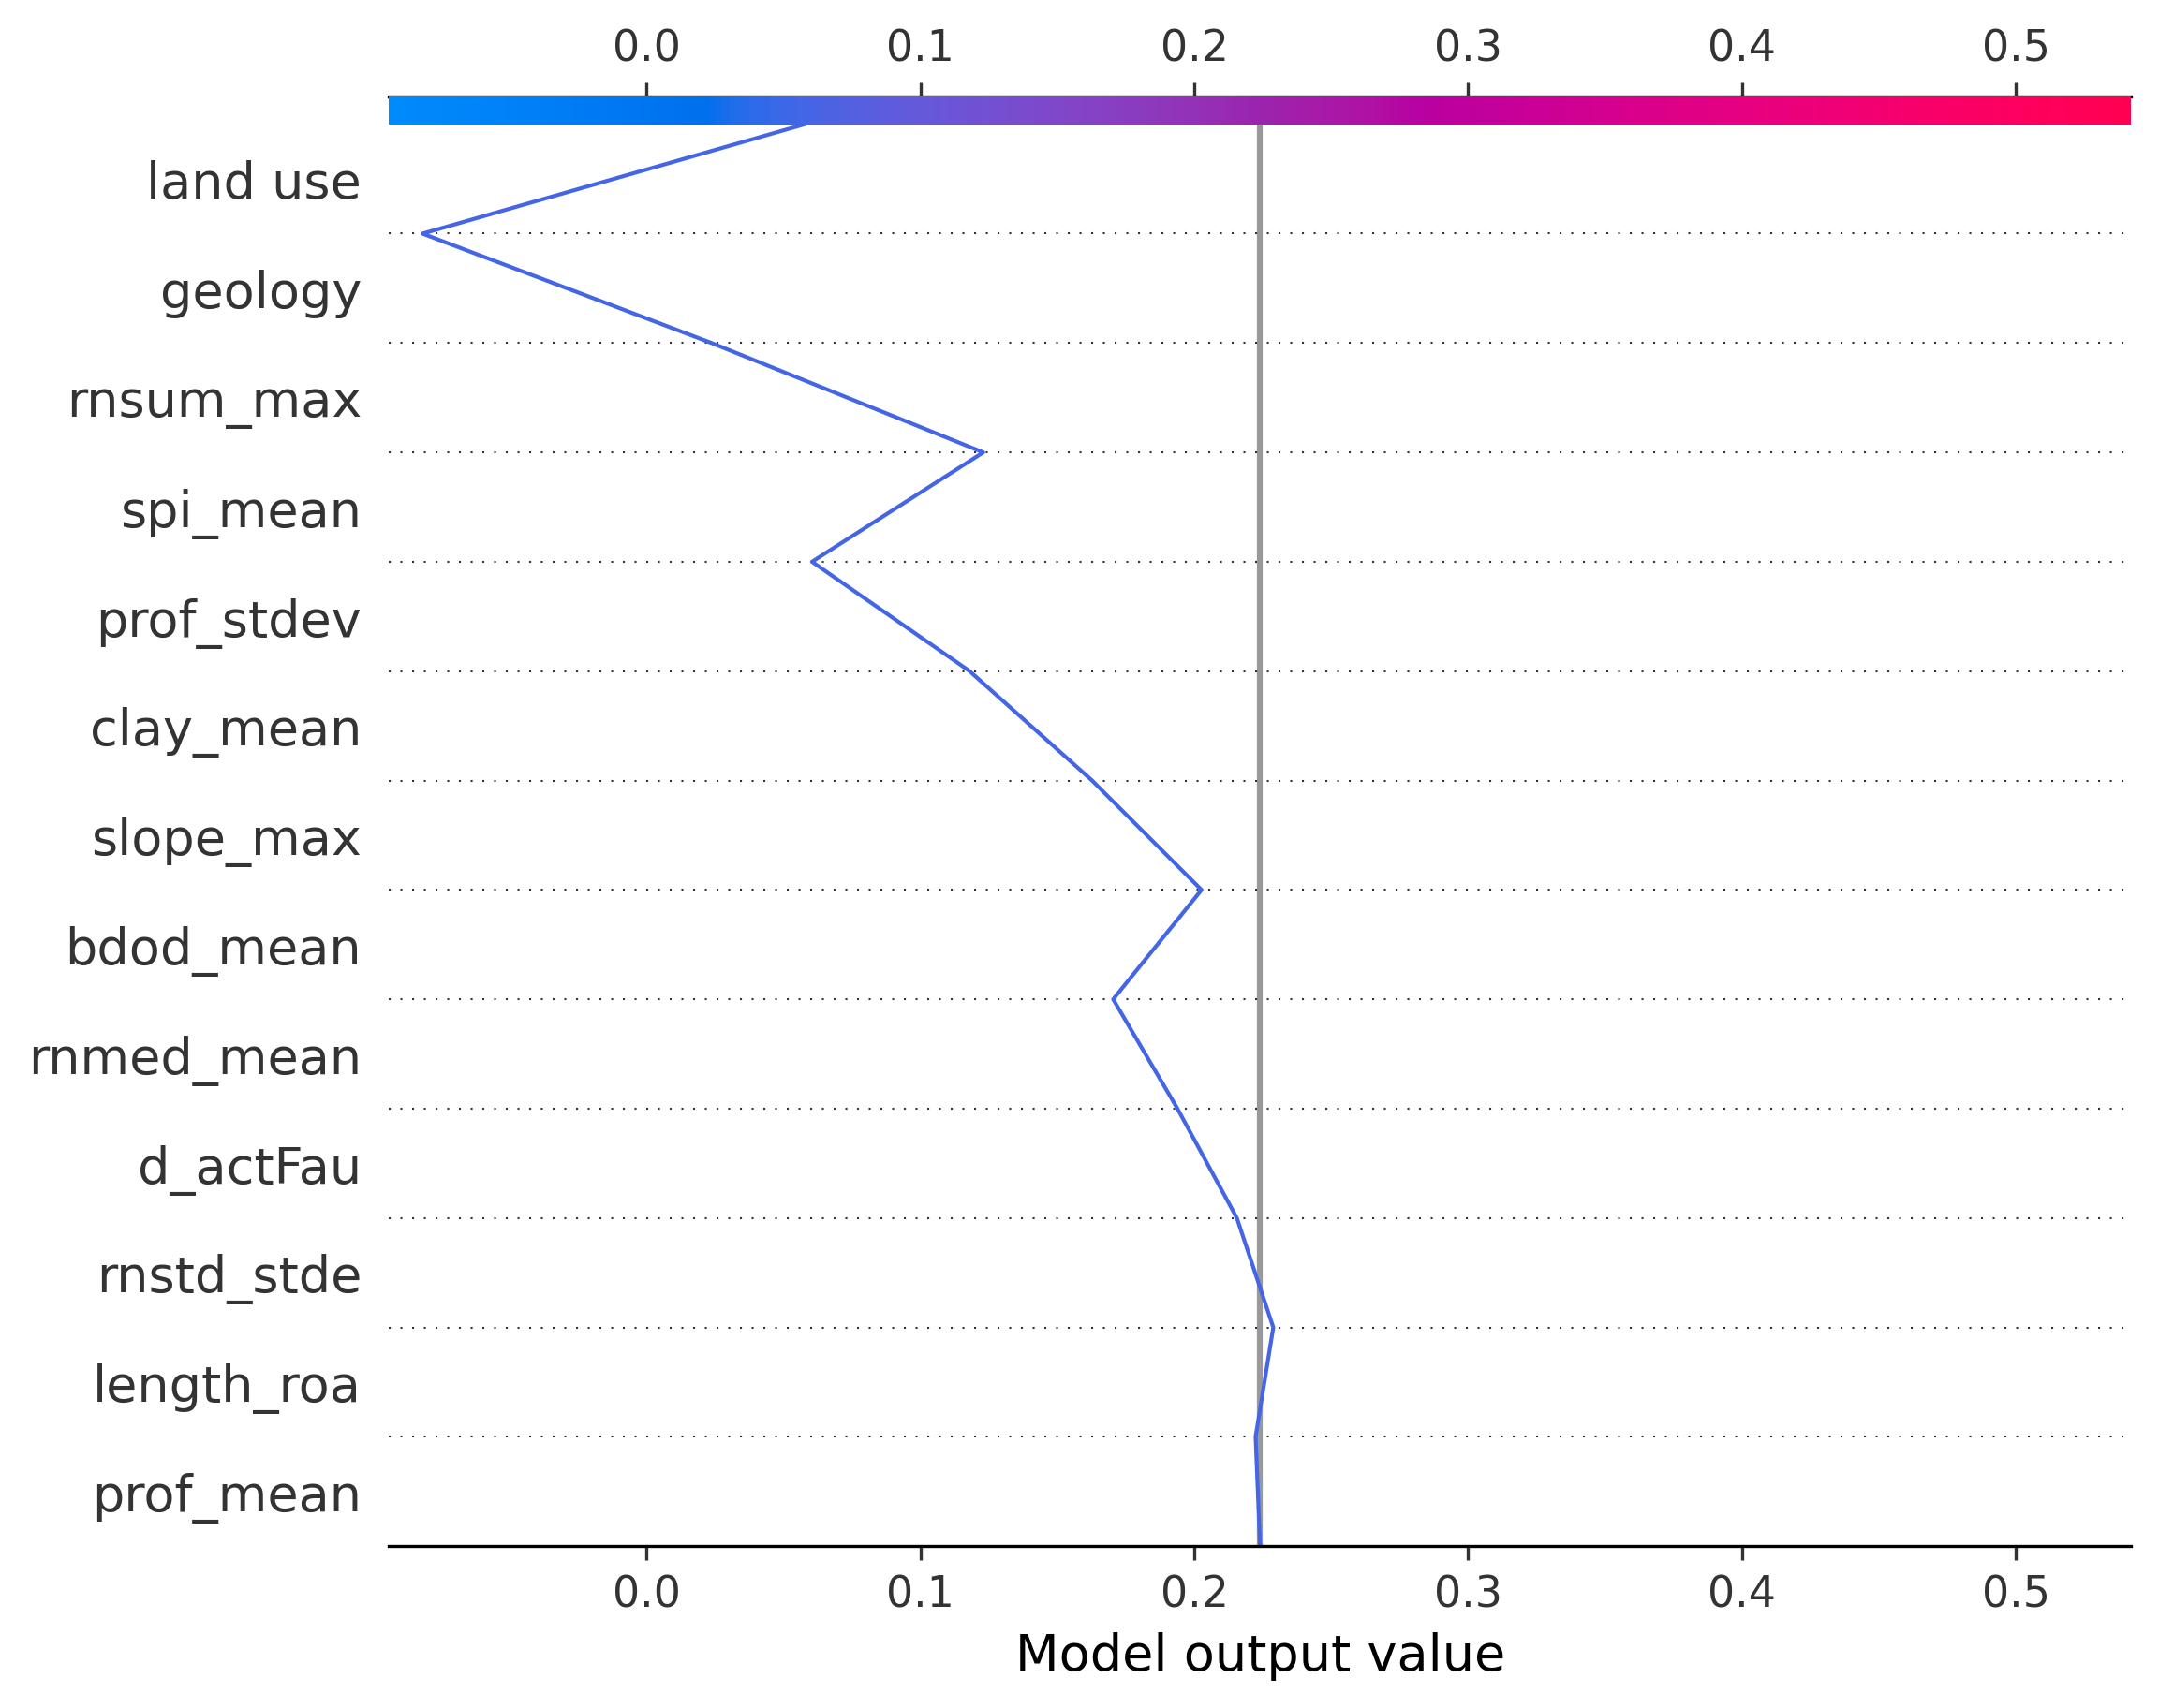 0.0 0.1 0.2 0.3 0.4 0.5
land use
geology
rnsum_max
spi_mean
prof_stdev
clay_mean
slope_max
bdod_mean
rnmed_mean
d_actFau
rnstd_stde
length_roa
prof_mean
0.0 0.1 0.2 0.3 0.4 0.5
Model output value